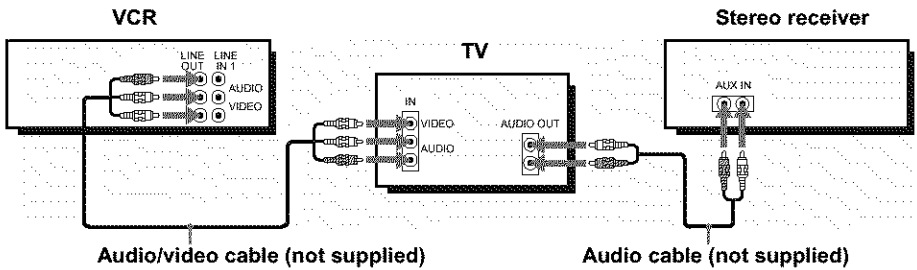 VCR
TV
Stereo receiver
LINE OUT
LINE IN 1
AUDIO
VIDEO
IN
VIDEO
AUDIO
AUDIO OUT
AUX IN
Audio/video cable (not supplied)
Audio cable (not supplied)